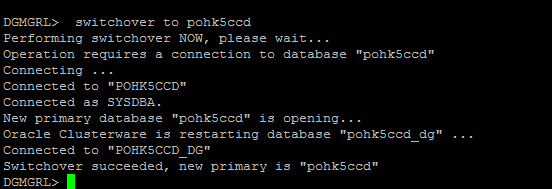 DGMGRL>  switchover to pohk5ccd
Performing switchover NOW, please wait...
Operation requires a connection to database "pohk5ccd"
Connecting ...
Connected to "POHK5CCD"
Connected as SYSDBA.
New primary database "pohk5ccd" is opening...
Oracle Clusterware is restarting database "pohk5ccd_dg" ...
Connected to "POHK5CCD_DG"
Switchover succeeded, new primary is "pohk5ccd"
DGMGRL>